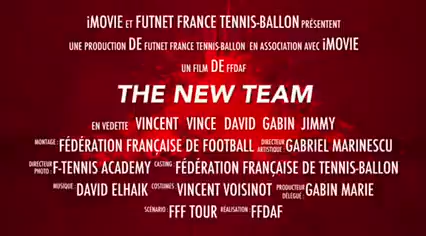 iMOVIE ET FUTNET FRANCE TENNIS-BALLON PRÉSENTENT
UNE PRODUCTION DE FUTNET FRANCE TENNIS-BALLON EN ASSOCIATION AVEC iMOVIE
UN FILM DE FFDAF
THE NEW TEAM
EN VEDETTE VINCENT VINCE DAVID GABIN JIMMY
MONTAGE: FÉDÉRATION FRANÇAISE DE FOOTBALL DIRECTEUR ARTISTIQUE: GABRIEL MARINESCU
DIRECTEUR PHOTO: F-TENNIS ACADEMY CASTING: FÉDÉRATION FRANÇAISE DE TENNIS-BALLON
MUSIQUE: DAVID ELHAIK COSTUMES: VINCENT VOISINOT PRODUCTEUR DÉLÉGUÉ: GABIN MARIE
SCÉNARIO: FFF TOUR RÉALISATION: FFDAF